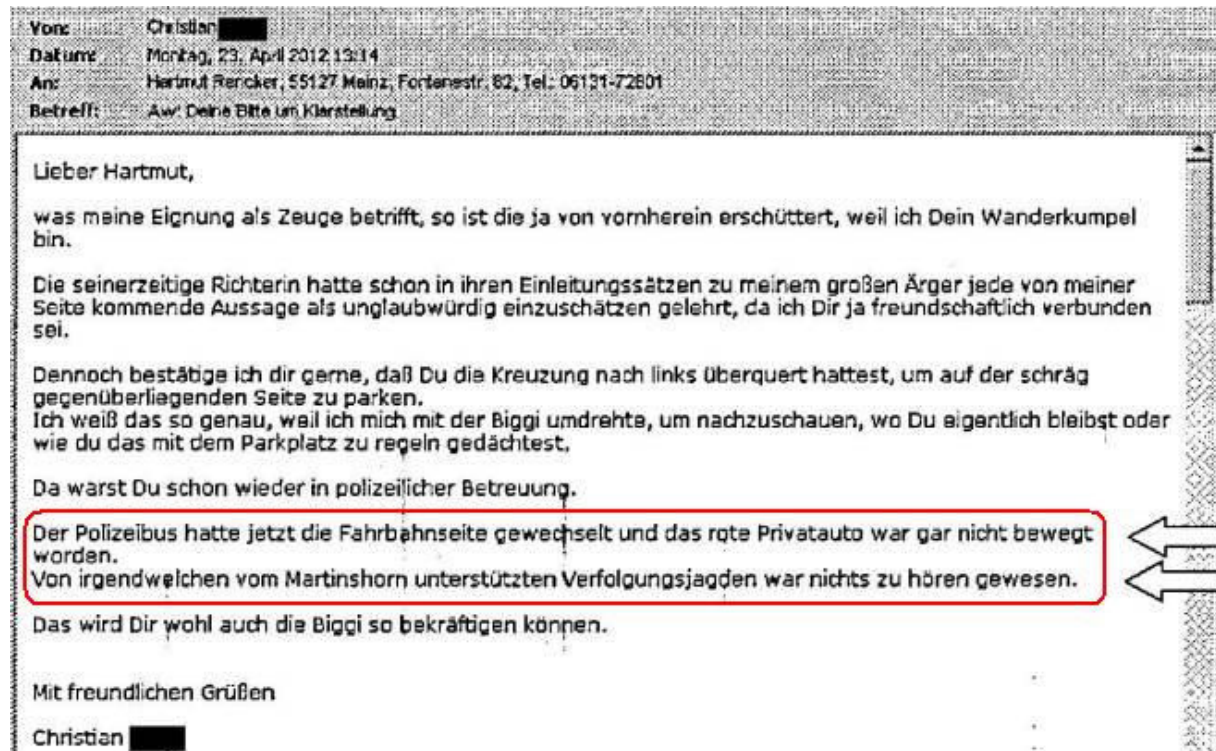 Von: Christian
Datum: Montag, 23. April 2012 13:14
An: Hartmut Rencker, 55127 Mainz, Fontanestr. 82, Tel.: 06131-72801
Betreff: Aw: Deine Bitte um Klarstellung
Lieber Hartmut,
was meine Eignung als Zeuge betrifft, so ist die ja von vornherein erschüttert, weil ich Dein Wanderkumpel
bin.
Die seinerzeitige Richterin hatte schon in ihren Einleitungssätzen zu meinem großen Ärger jede von meiner
Seite kommende Aussage als unglaubwürdig einzuschätzen gelehrt, da ich Dir ja freundschaftlich verbunden
sei.
Dennoch bestätige ich dir gerne, daß Du die Kreuzung nach links überquert hattest, um auf der schräg
gegenüberliegenden Seite zu parken.
Ich weiß das so genau, weil ich mich mit der Biggi umdrehte, um nachzuschauen, wo Du eigentlich bleibst oder
wie du das mit dem Parkplatz zu regeln gedächtest.
Da warst Du schon wieder in polizeilicher Betreuung.
Der Polizeibus hatte jetzt die Fahrbahnseite gewechselt und das rote Privatauto war gar nicht bewegt
worden.
Von irgendwelchen vom Martinshorn unterstützten Verfolgungsjagden war nichts zu hören gewesen.
Das wird Dir wohl auch die Biggi so bekräftigen können.
Mit freundlichen Grüßen
Christian